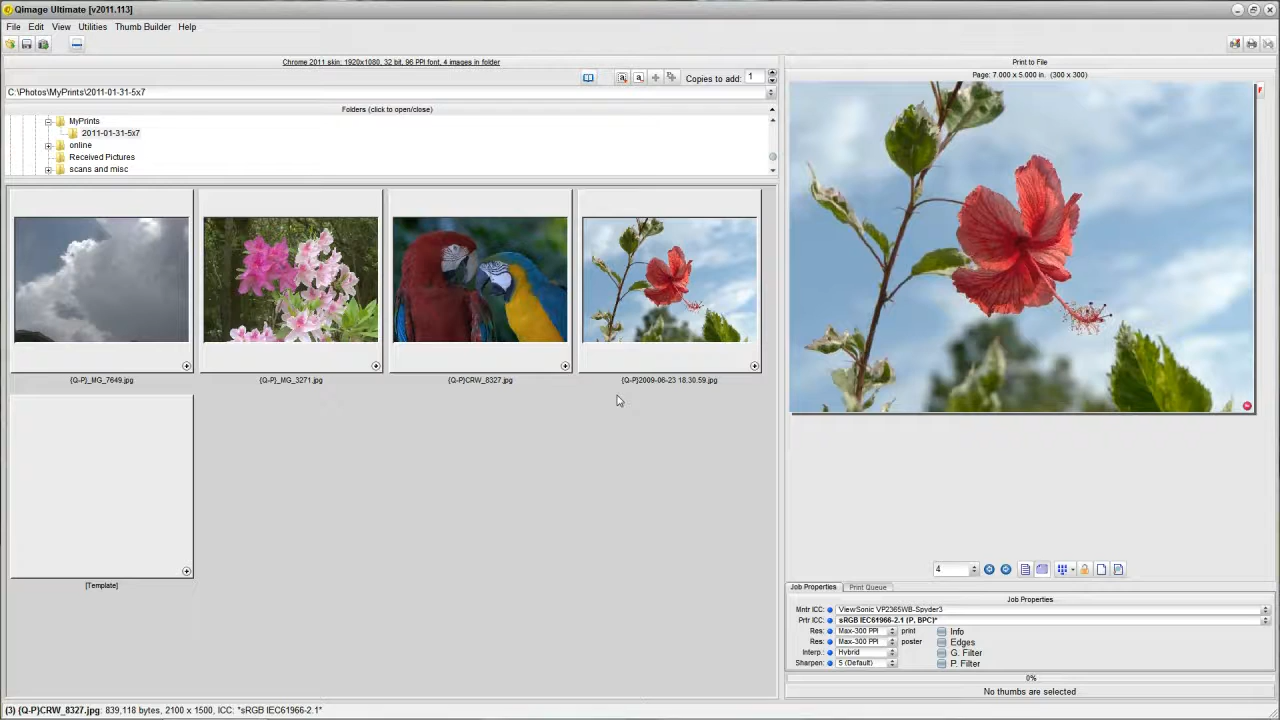 Qimage Ultimate [v2011.113]
File Edit View Utilities Thumb Builder Help
Chrome 2011 skin: 1920x1080, 32 bit, 96 PPI font, 4 images in folder
Copies to add: 1
C:\Photos\MyPrints\2011-01-31-5x7
Folders (click to open/close)
MyPrints
2011-01-31-5x7
online
Received Pictures
scans and misc
{Q-P}_MG_7649.jpg
{Q-P}_MG_3271.jpg
{Q-P}CRW_8327.jpg
{Q-P}2009-06-23 18.30.59.jpg
[Template]
Print to File
Page: 7.000 x 5.000 in. (300 x 300)
4
Job Properties Print Queue
Job Properties
Mntr ICC: ViewSonic VP2365WB-Spyder3
Prtr ICC: sRGB IEC61966-2.1 (P, BPC)*
Res: Max-300 PPI print Info
Res: Max-300 PPI poster Edges
Interp.: Hybrid G. Filter
Sharpen: 5 (Default) P. Filter
0%
No thumbs are selected
(3) {Q-P}CRW_8327.jpg: 839,118 bytes, 2100 x 1500, ICC: "sRGB IEC61966-2.1"